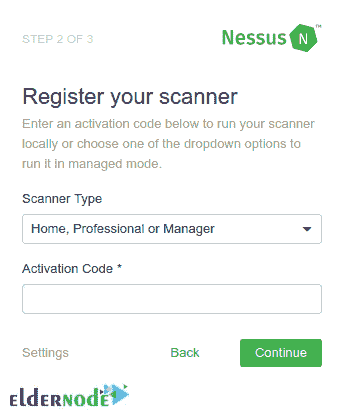 STEP 2 OF 3
Nessus N ™
Register your scanner
Enter an activation code below to run your scanner
locally or choose one of the dropdown options to
run it in managed mode.
Scanner Type
Home, Professional or Manager
Activation Code *
Settings
Back
Continue
eldernode